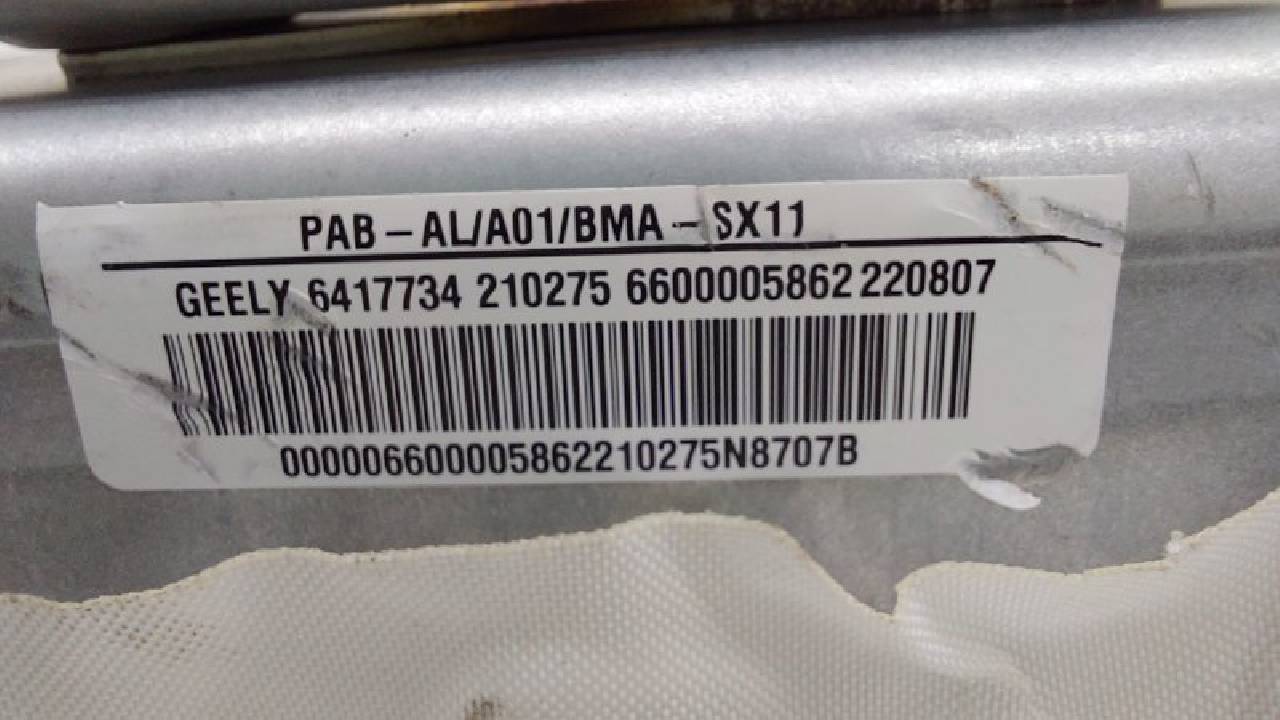 PAB-AL/A01/BMA-SX11
GEELY 6417734 210275 6600005862 220807
000006600005862210275N8707B